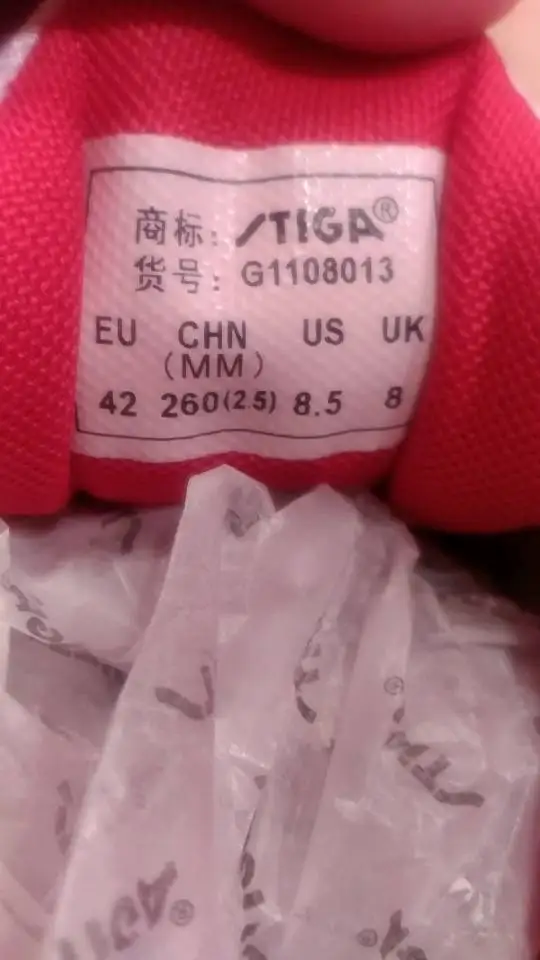 商标：STIGA®
货号：G1108013
EU CHN US UK
(MM)
42 260(2.5) 8.5 8